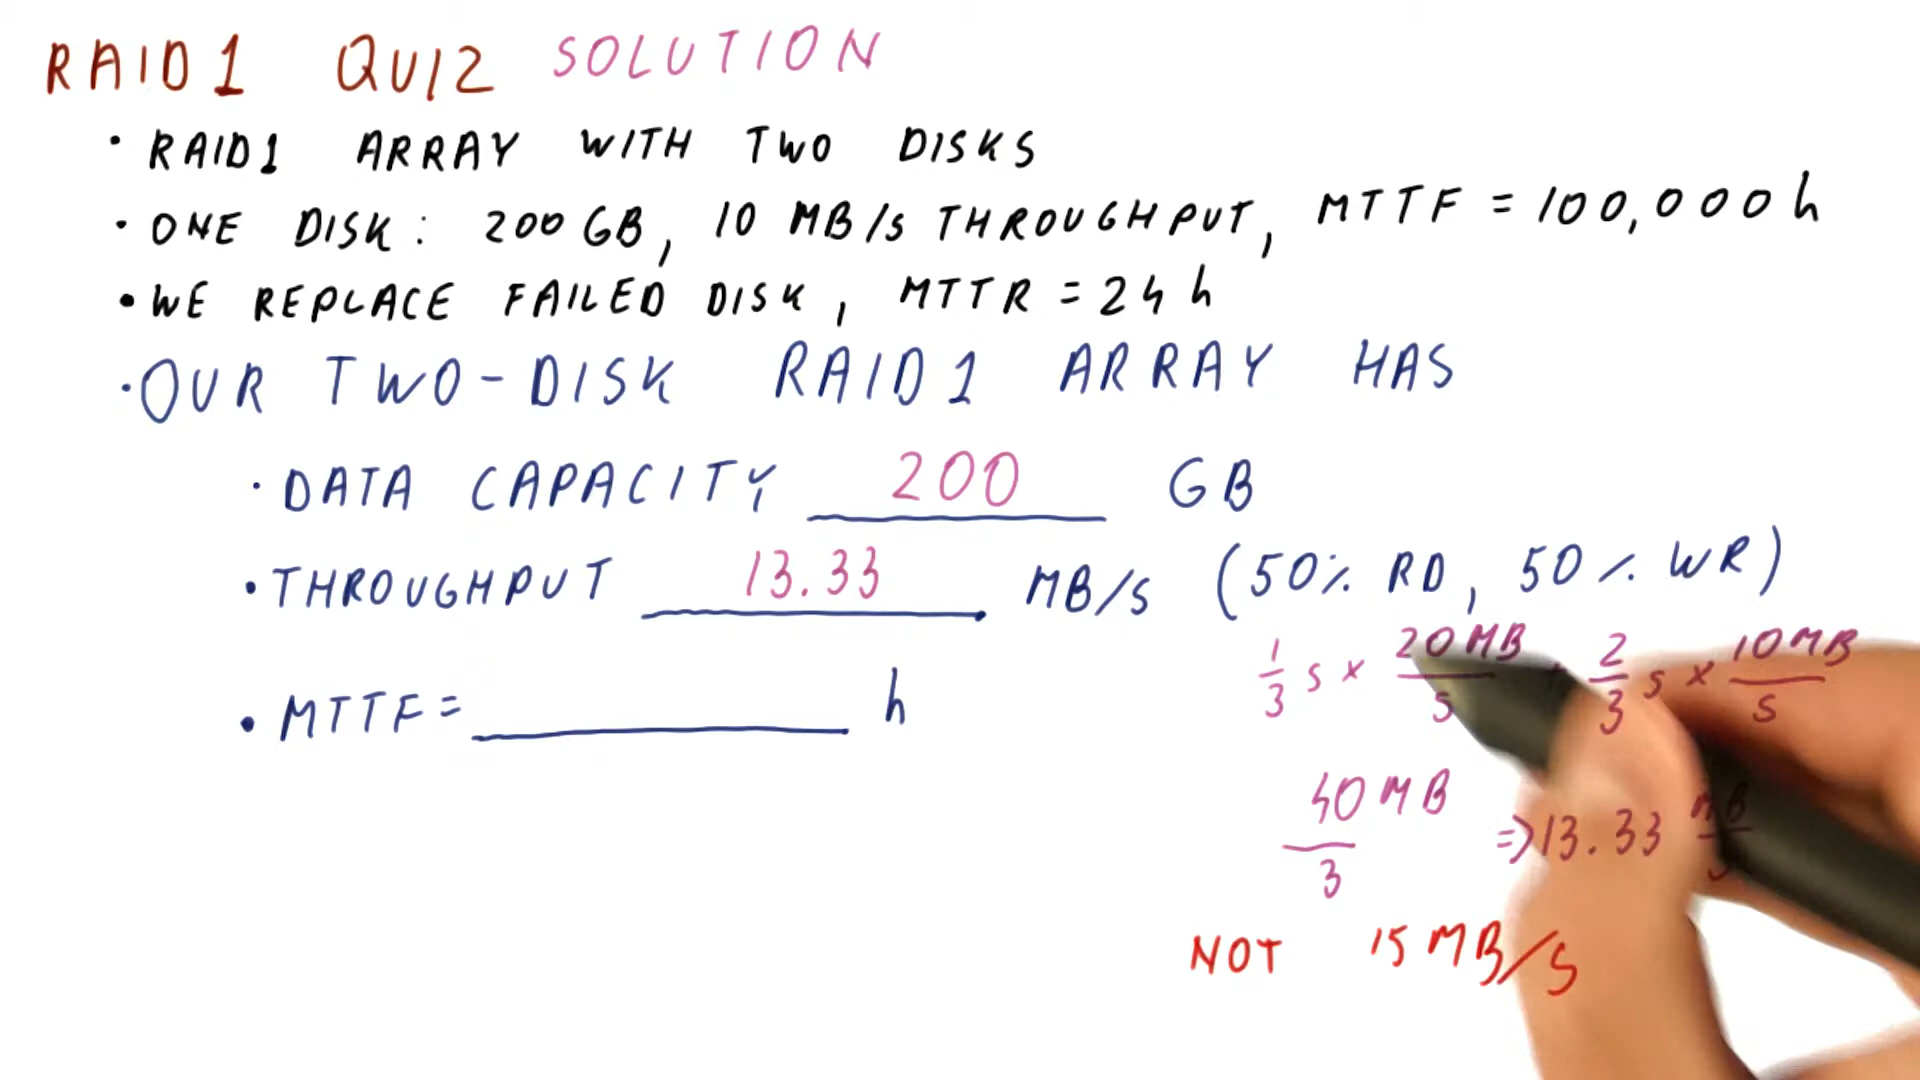 RAID1 QUIZ SOLUTION
• RAID1 ARRAY WITH TWO DISKS
• ONE DISK: 200 GB, 10 MB/s THROUGHPUT, MTTF = 100,000 h
• WE REPLACE FAILED DISK, MTTR = 24 h
• OUR TWO-DISK RAID1 ARRAY HAS
• DATA CAPACITY 200 GB
• THROUGHPUT 13.33 MB/s (50% RD, 50% WR)
1/3 s x 20MB/s 2/3 s x 10MB/s
• MTTF = ______ h
40MB/3 => 13.33 MB
NOT 15 MB/s